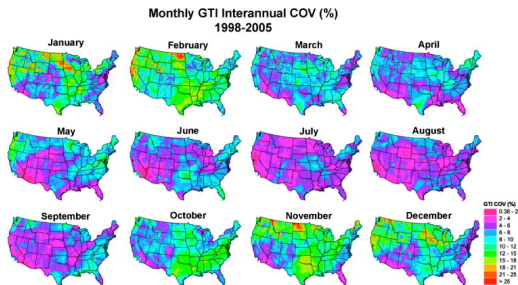 Monthly GTI Interannual COV (%)
1998-2005
January
February
March
April
May
June
July
August
September
October
November
December
GTI COV (%)
0.38 - 2
2 - 4
4 - 6
6 - 8
8 - 10
10 - 12
12 - 15
15 - 18
18 - 21
21 - 25
> 25